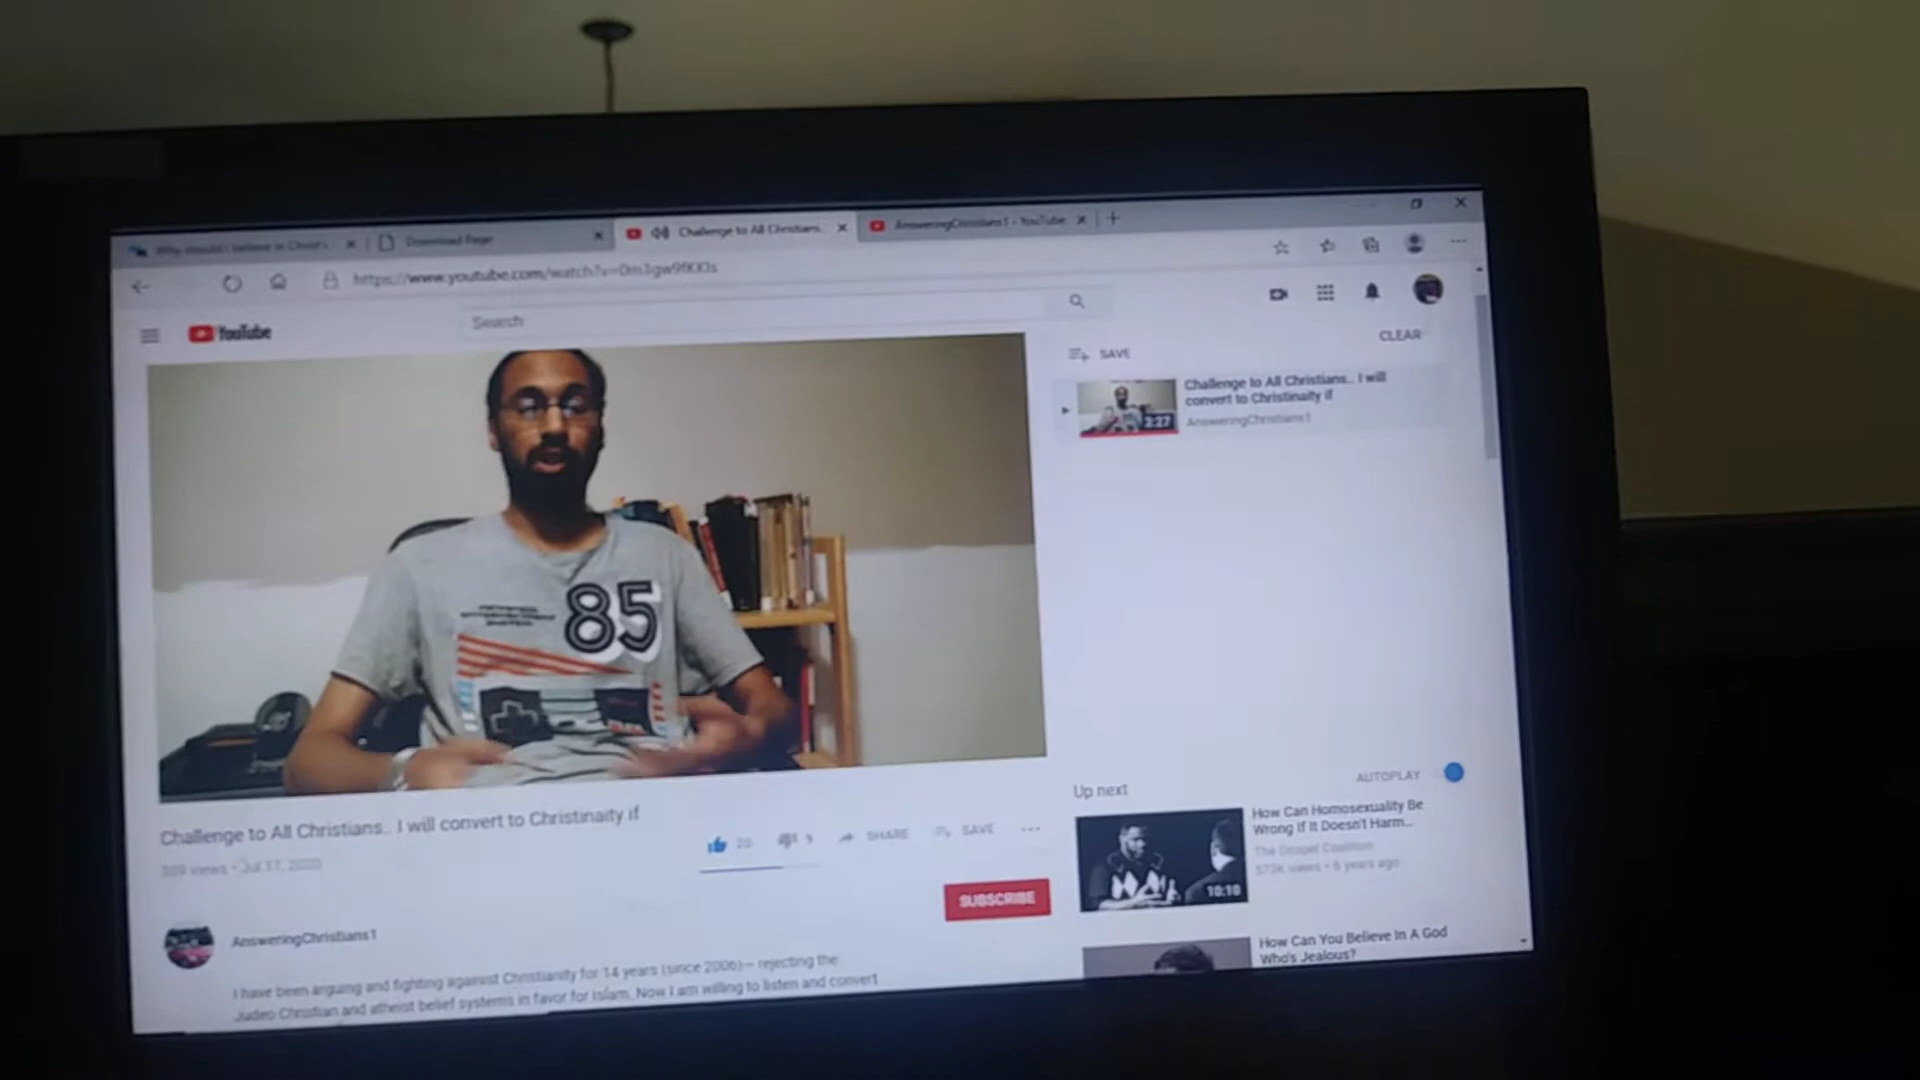 Why should I believe in Christ's
Download Page
Challenge to All Christians..
AnsweringChristians1 - YouTube
https://www.youtube.com/watch?v=
YouTube
Search
CLEAR
SAVE
Challenge to All Christians.. I will
convert to Christinaity if
AnsweringChristians1
3:27
85
Challenge to All Christians.. I will convert to Christinaity if
309 views • Jul 17, 2020
20
9
SHARE
SAVE
SUBSCRIBE
AnsweringChristians1
I have been arguing and fighting against Christianity for 14 years (since 2006)— rejecting the
Judeo Christian and atheist belief systems in favor for Islam. Now I am willing to listen and convert
Up next
AUTOPLAY
How Can Homosexuality Be
Wrong If It Doesn't Harm...
The Gospel Coalition
573K views • 6 years ago
10:10
How Can You Believe In A God
Who's Jealous?